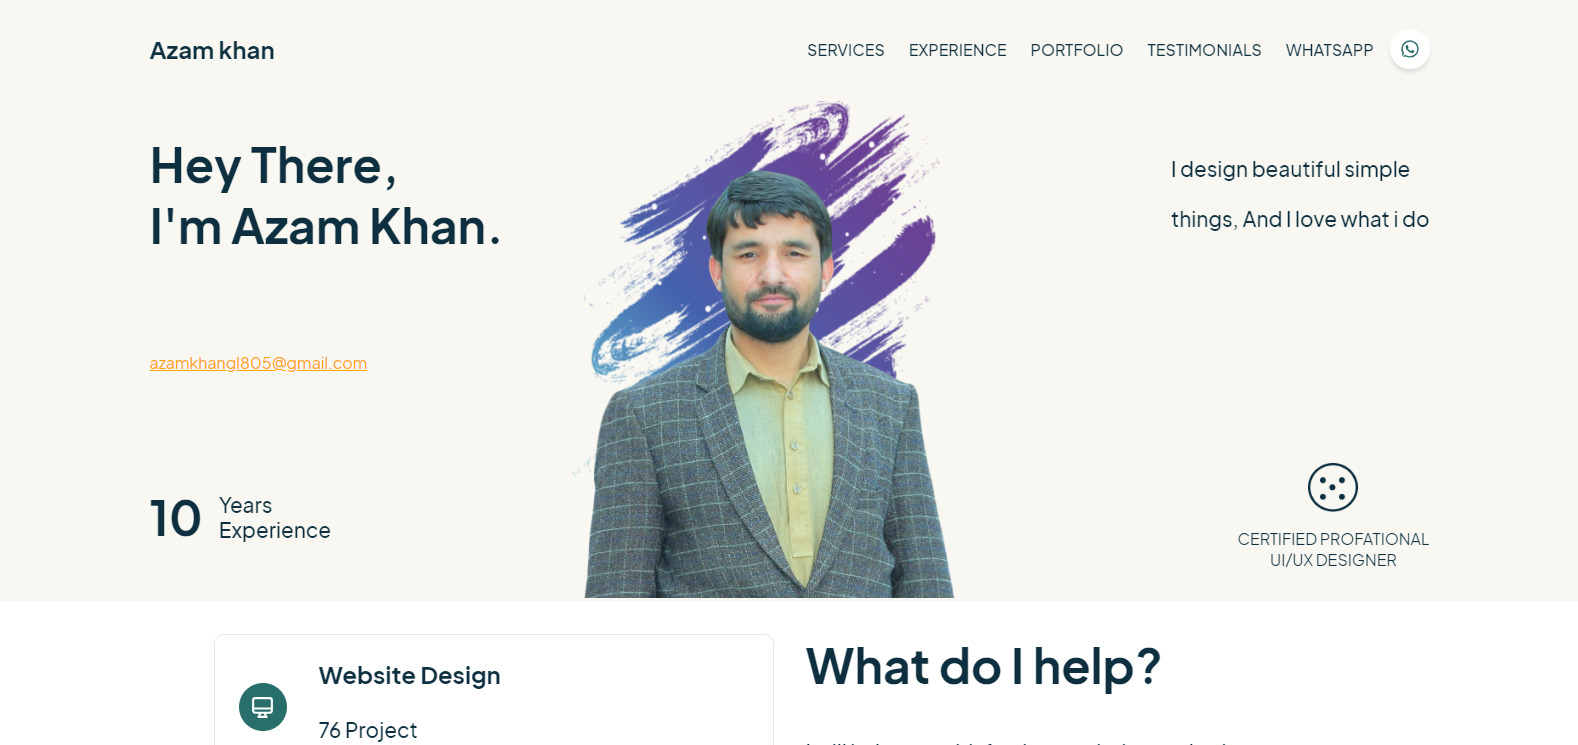 Azam khan
SERVICES
EXPERIENCE
PORTFOLIO
TESTIMONIALS
WHATSAPP
Hey There,
I'm Azam Khan.
I design beautiful simple
things, And I love what i do
azamkhangl805@gmail.com
10
Years
Experience
CERTIFIED PROFATIONAL
UI/UX DESIGNER
Website Design
76 Project
What do I help?